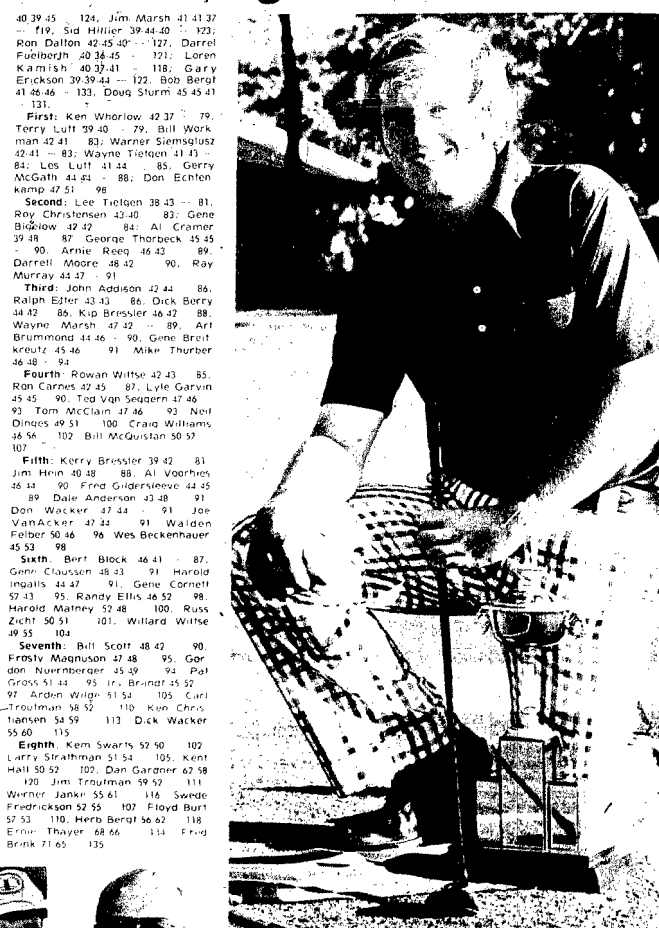 40 39 45 - 124, Jim Marsh 41 41 37
- 119, Sid Hillier 39-44-40 - 123;
Ron Dalton 42-45 40 - 127, Darrel
Fuelberth 40 36-45 - 121; Loren
Kamish 40 37-41 - 118; Gary
Erickson 39-39-44 - 122, Bob Bergt
41-46-46 - 133, Doug Sturm 45 45 41
- 131.
First: Ken Whorlow 42 37 - 79,
Terry Luft 39 40 - 79, Bill Work
man 42 41 83; Warner Siemsglusz
42-41 - 83; Wayne Tietgen 41 43 -
84; Les Lutt 41 44 85, Gerry
McGath 44 44 - 88; Don Echten
kamp 47 51 98
Second: Lee Tietgen 38 43 - 81,
Roy Christensen 43-40 83; Gene
Bigelow 42 42 84; Al Cramer
39 48 87 George Thorbeck 45 45
- 90, Arnie Reeg 46 43 89,
Darrell Moore 48 42 90, Ray
Murray 44 47 - 91
Third: John Addison 42 44 86,
Ralph Etter 43 43 86, Dick Berry
44 42 86, Kip Bressler 46 42 88,
Wayne Marsh 47 42 - 89, Art
Brummond 44 46 - 90, Gene Breit
kreutz 45 46 91 Mike Thurber
46 48 - 94
Fourth: Rowan Wiltse 42 43 85,
Ron Carnes 42 45 87, Lyle Garvin
45 45 90, Ted Von Seggern 47 46
93 Tom McClain 47 46 93 Neil
Dinges 49 51 100 Craig Williams
46 56 102 Bill McQuistan 50 57
107
Fifth: Kerry Bressler 39 42 81
Jim Hein 40 48 88, Al Voorhies
46 44 90 Fred Gildersleeve 44 45
89 Dale Anderson 43 48 91
Don Wacker 47 44 - 91 Joe
VanAcker 47 44 91 Walden
Felber 50 46 96 Wes Beckenhauer
45 53 98
Sixth, Bert Block 46 41 - 87,
Gene Claussen 48 43 91 Harold
Ingalls 44 47 91, Gene Cornett
52 43 95, Randy Ellis 46 52 98,
Harold Matney 52 48 100, Russ
Zicht 50 51 101, Willard Wiltse
49 55 104
Seventh: Bill Scott 48 42 90,
Frosty Magnuson 47 48 95, Gor
don Nuernberger 45 49 94 Pat
Gross 51 44 95 Brandt 45 52
97 Arden Wilge 51 54 105 Carl
Troutman 58 52 110 Ken Chris
tiansen 54 59 113 Dick Wacker
55 60 115
Eighth, Kem Swarts 52 50 102
Larry Strathman 51 54 105, Kent
Hall 50 52 102, Dan Gardner 62 58
120 Jim Troutman 59 52 111
Werner Janke 55 61 116 Swede
Fredrickson 52 55 107 Floyd Burt
57 53 110, Herb Bergt 56 62 118
Ernie Thayer 68 66 134 Fred
Brink 71 65 135